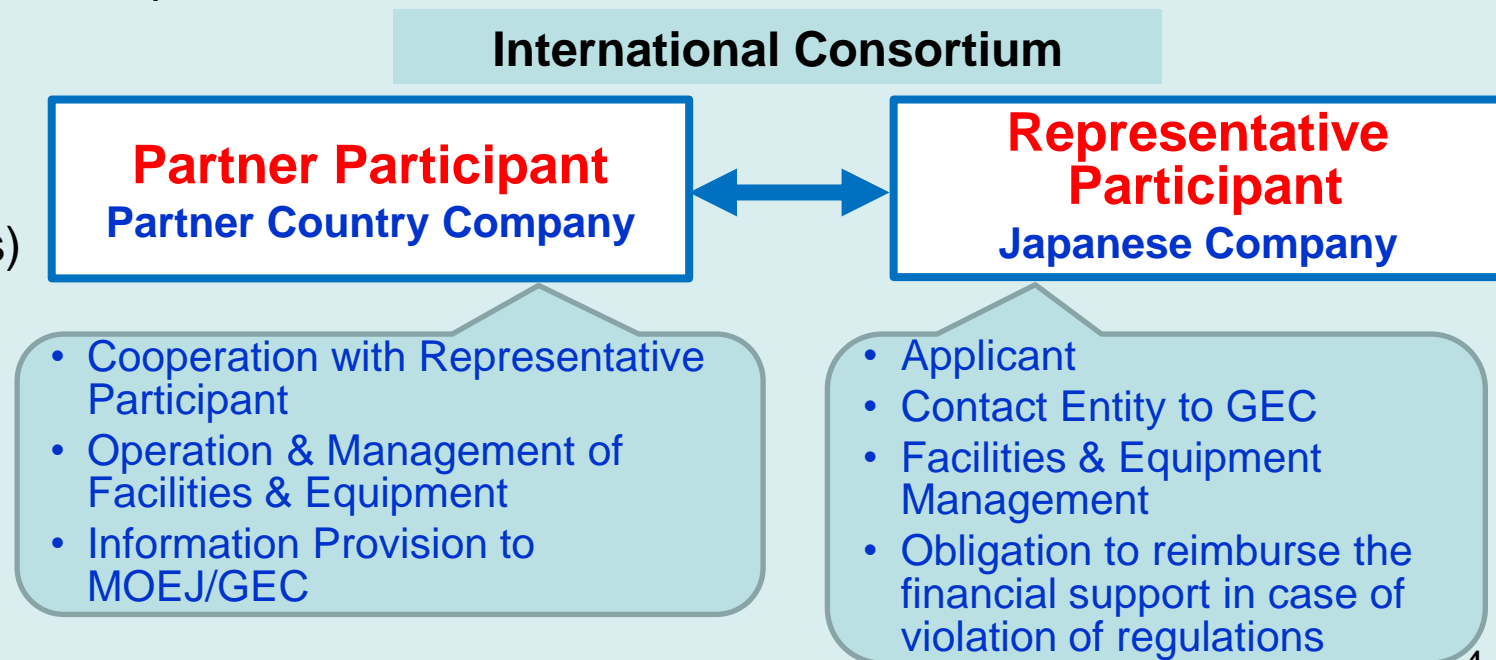 International Consortium
Partner Participant
Partner Country Company
s)
Representative
Participant
Japanese Company
• Cooperation with Representative
Participant
• Operation & Management of
Facilities & Equipment
• Information Provision to
MOEJ/GEC
• Applicant
• Contact Entity to GEC
• Facilities & Equipment
Management
• Obligation to reimburse the
financial support in case of
violation of regulations